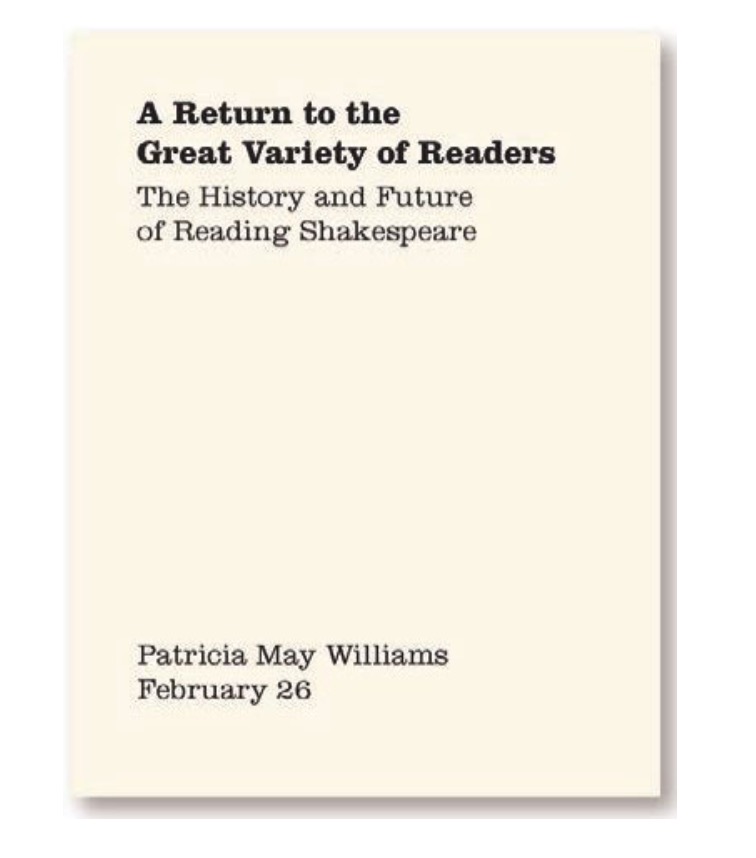 A Return to the
Great Variety of Readers
The History and Future
of Reading Shakespeare
Patricia May Williams
February 26